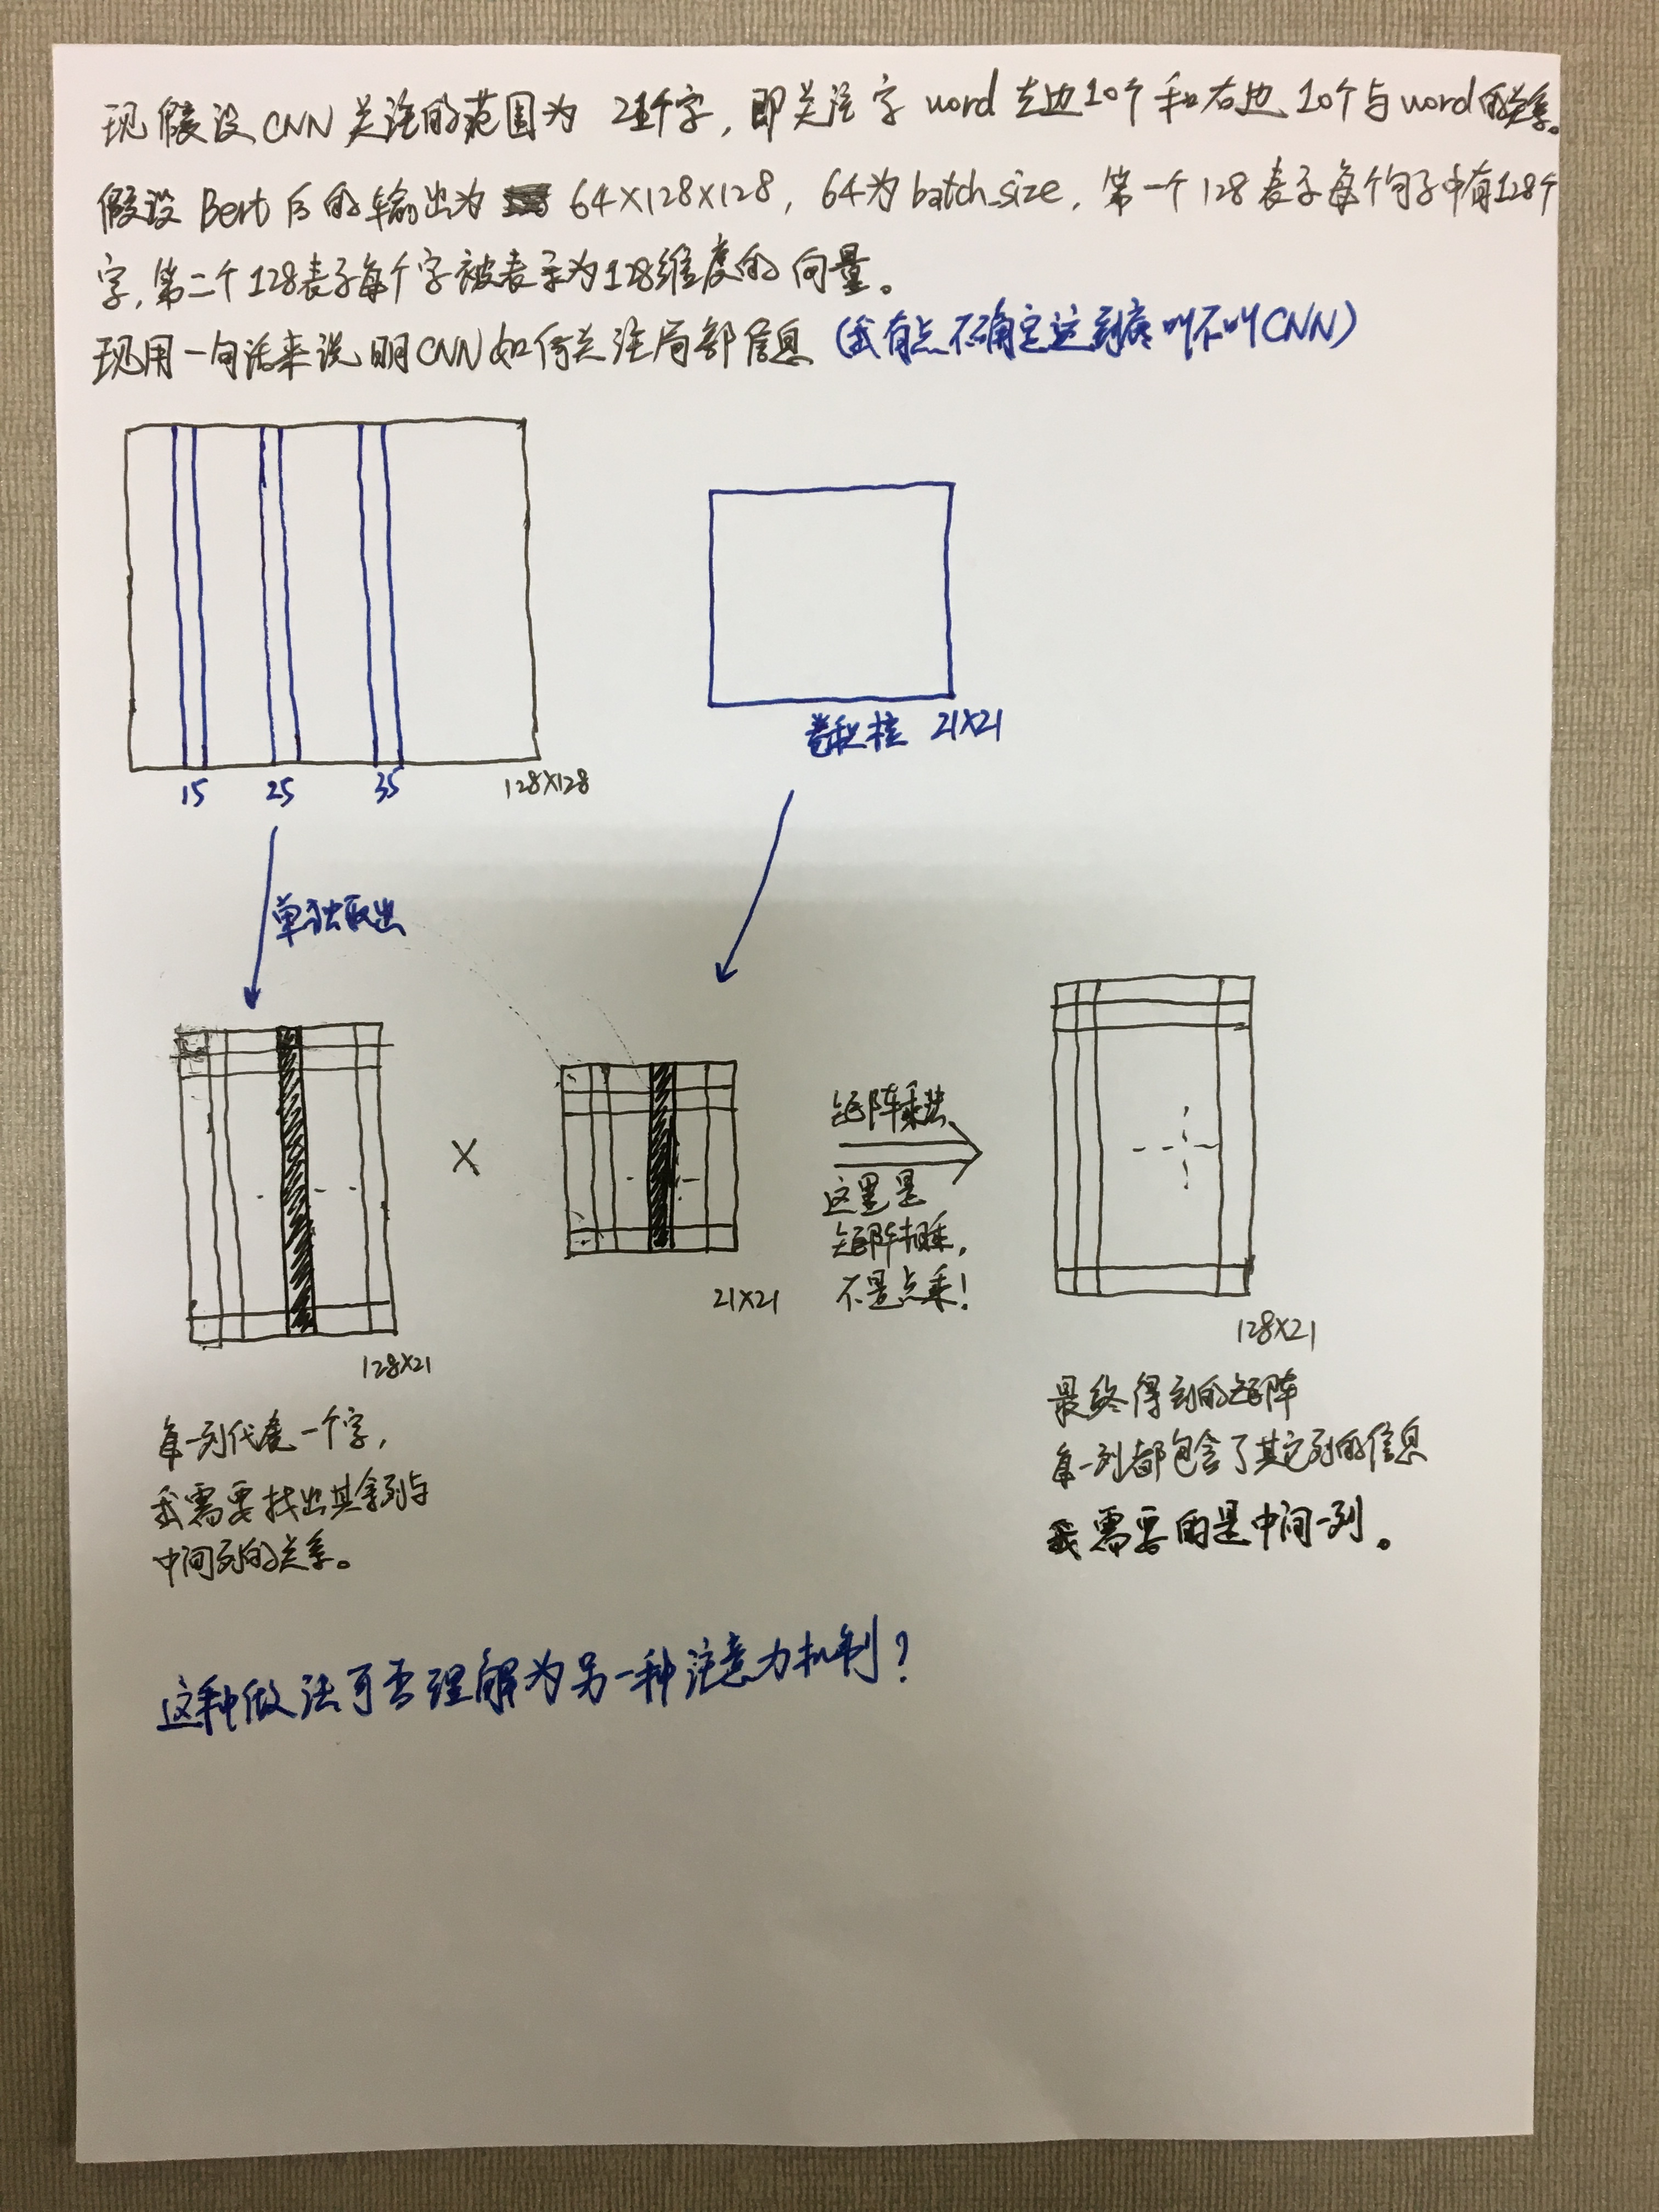 现假设CNN关注的范围为 21个字，即关注字 word 左边10个和右边10个与word的关系。
假设 Bert 后的输出为 64×128×128，64为batch_size，第一个128表示每个句子中有128个
字，第二个128表示每个字被表示为128维度的向量。
现用一句话来说明CNN如何关注局部信息（我有点不确定这到底叫不叫CNN）
卷积核 21×21
15 25 35 128×128
单独取出
矩阵乘法
×
这里是
矩阵相乘，
不是点乘！
21×21
128×21
128×21
每一列代表一个字，
我需要找出其余列与
中间列的关系。
最终得到的矩阵
每一列都包含了其它列的信息
我需要的是中间一列。
这种做法可否理解为另一种注意力机制？